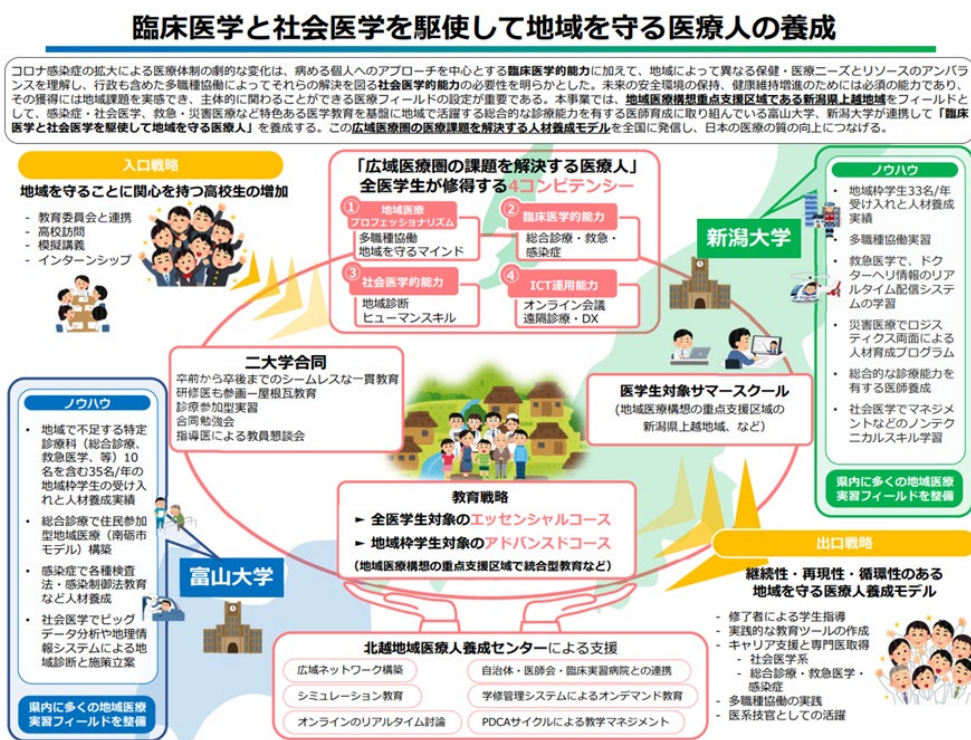 臨床医学と社会医学を駆使して地域を守る医療人の養成
コロナ感染症の拡大による医療体制の劇的な変化は、病める個人へのアプローチを中心とする臨床医学的能力に加えて、地域によって異なる保健・医療ニーズとリソースのアンバ
ランスを理解し、行政も含めた多職種協働によってそれらの解決を図る社会医学的能力の必要性を明らかとした。未来の安全環境の保持、健康維持増進のためには必須の能力であり、
その獲得には地域課題を実感でき、主体的に関わることができる医療フィールドの設定が重要である。本事業では、地域医療構想重点支援区域である新潟県上越地域をフィールドと
して、感染症・社会医学、救急・災害医療など特色ある医学教育を基盤に地域で活躍する総合的な診療能力を有する医師育成に取り組んでいる富山大学、新潟大学が連携して「臨床
医学と社会医学を駆使して地域を守る医療人」を養成する。この広域医療圏の医療課題を解決する人材養成モデルを全国に発信し、日本の医療の質の向上につなげる。
入口戦略
地域を守ることに関心を持つ高校生の増加
- 教育委員会と連携
- 高校訪問
- 模擬講義
- インターンシップ
「広域医療圏の課題を解決する医療人」
全医学生が修得する4コンピテンシー
① 地域医療
プロフェッショナリズム
多職種協働
地域を守るマインド
② 臨床医学的能力
総合診療・救急・
感染症
③ 社会医学的能力
地域診断
ヒューマンスキル
④ ICT運用能力
オンライン会議
遠隔診療・DX
新潟大学
ノウハウ
• 地域枠学生33名/年
受け入れと人材養成
実績
• 多職種協働実習
• 救急医学で、ドク
ターヘリ情報のリア
ルタイム配信システ
ムの学習
• 災害医療でロジス
ティクス両面による
人材育成プログラム
• 総合的な診療能力を
有する医師養成
• 社会医学でマネジメ
ントなどのノンテク
ニカルスキル学習
県内に多くの地域医療
実習フィールドを整備
二大学合同
卒前から卒後までのシームレスな一貫教育
研修医も参画ー屋根瓦教育
診療参加型実習
合同勉強会
指導医による教員懇談会
医学生対象サマースクール
(地域医療構想の重点支援区域の
新潟県上越地域、など)
ノウハウ
• 地域で不足する特定
診療科（総合診療、
救急医学、等）10
名を含む35名/年の
地域枠学生の受け入
れと人材養成実績
• 総合診療で住民参加
型地域医療（南砺市
モデル）構築
• 感染症で各種検査
法・感染制御法教育
など人材養成
• 社会医学でビッグ
データ分析や地理情
報システムによる地
域診断と施策立案
県内に多くの地域医療
実習フィールドを整備
富山大学
教育戦略
► 全医学生対象のエッセンシャルコース
► 地域枠学生対象のアドバンスドコース
(地域医療構想の重点支援区域で統合型教育など)
出口戦略
継続性・再現性・循環性のある
地域を守る医療人養成モデル
- 修了者による学生指導
- 実践的な教育ツールの作成
- キャリア支援と専門医取得
- 社会医学系
- 総合診療・救急医学・
感染症
- 多職種協働の実践
- 医系技官としての活躍
北越地域医療人養成センターによる支援
広域ネットワーク構築
自治体・医師会・臨床実習病院との連携
シミュレーション教育
学修管理システムによるオンデマンド教育
オンラインのリアルタイム討論
PDCAサイクルによる教学マネジメント